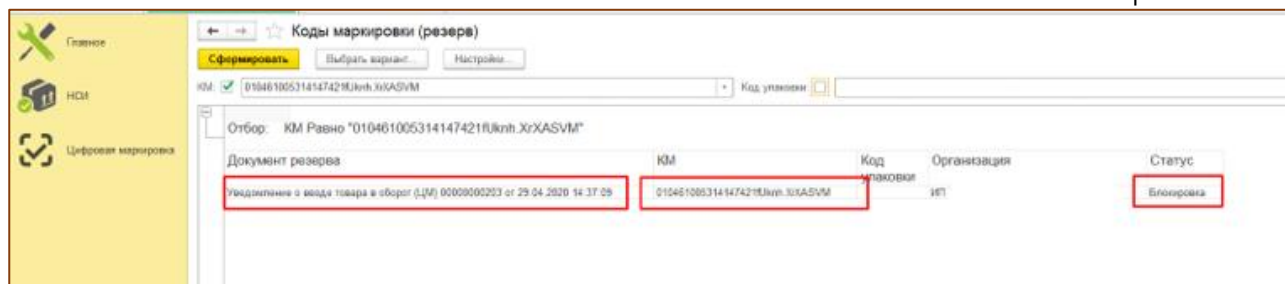 Главное
НСИ
Цифровая маркировка
Коды маркировки (резерв)
Сформировать Выбрать вариант... Настройки...
КМ: 010461005314147421fUknh.XrXASVM Код упаковки:
Отбор: КМ Равно "010461005314147421fUknh.XrXASVM"
Документ резерва КМ Код упаковки Организация Статус
Уведомление о вводе товара в оборот (ЦМ) 00000000203 от 29.04.2020 14:37:09 010461005314147421fUknh.XrXASVM ИП Блокировка